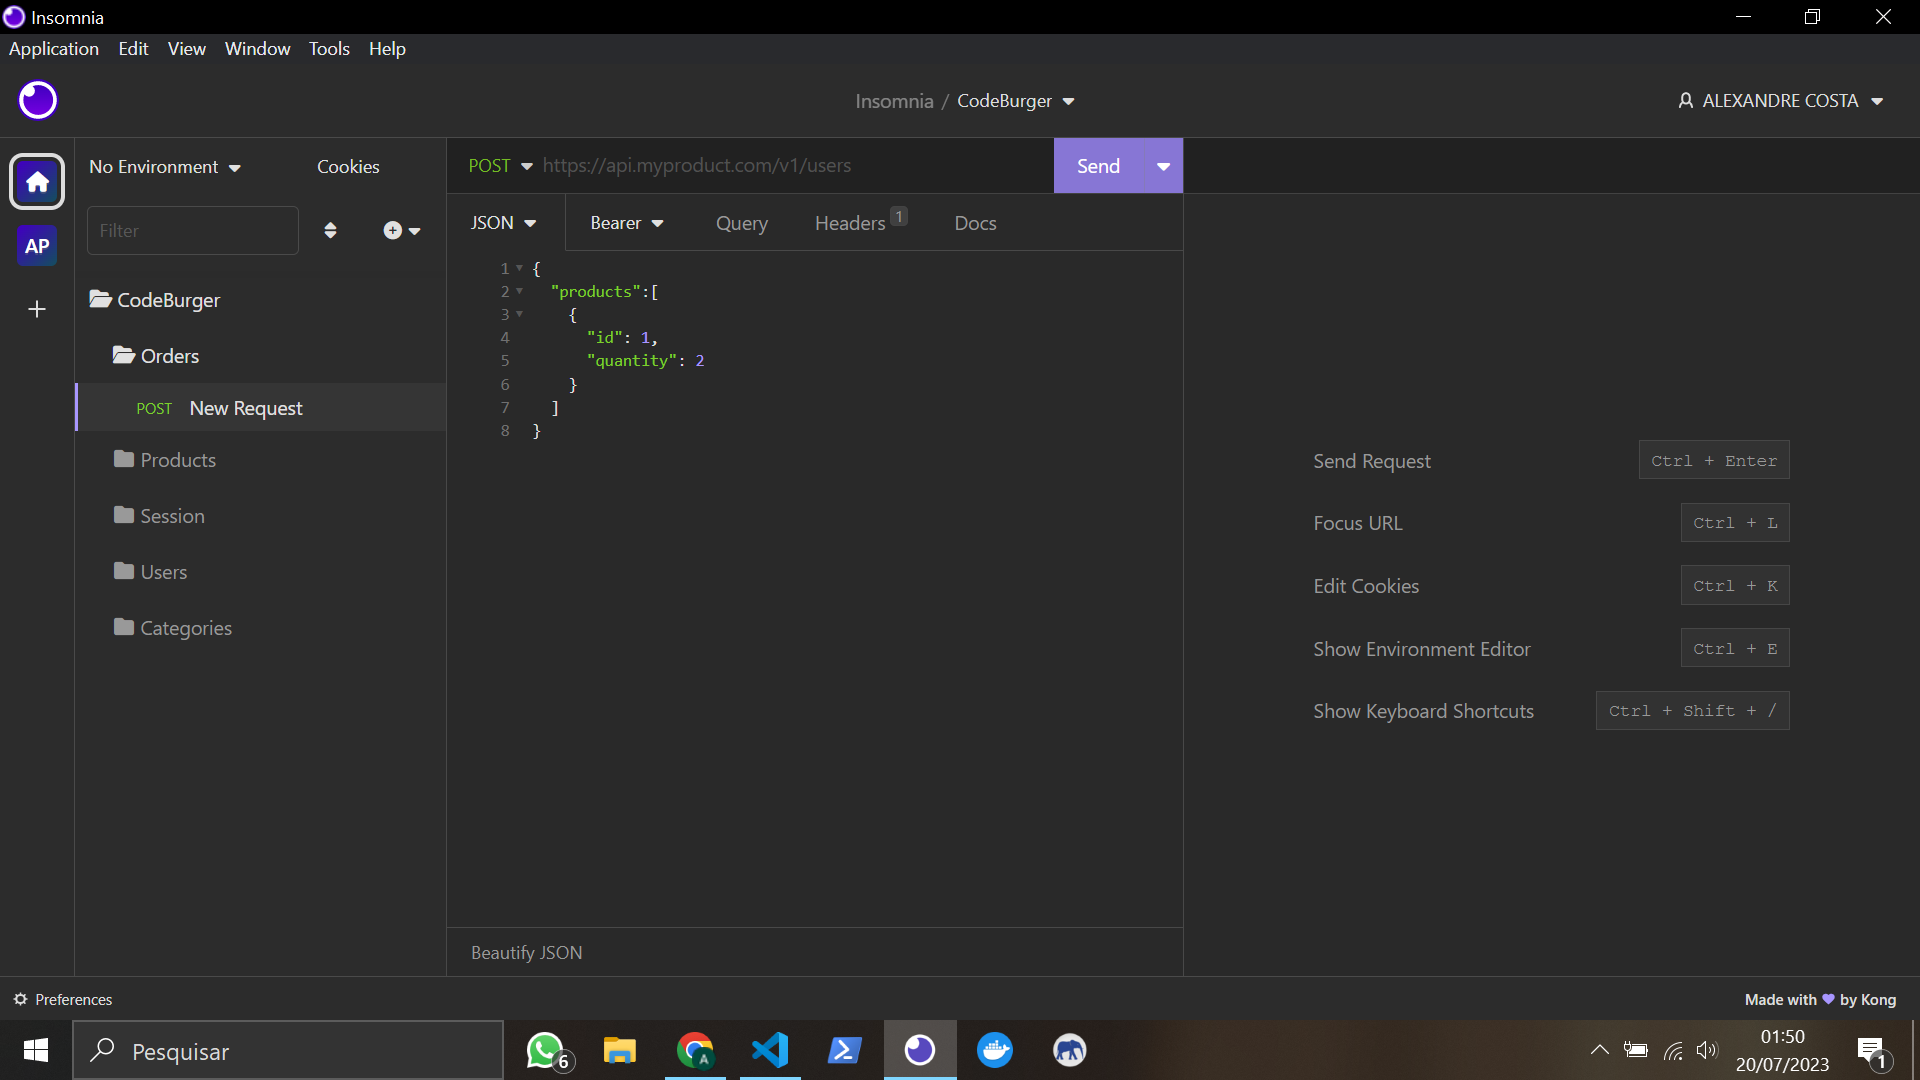 Insomnia
Application Edit View Window Tools Help
Insomnia / CodeBurger
ALEXANDRE COSTA
No Environment Cookies
POST https://api.myproduct.com/v1/users Send
AP
Filter
JSON Bearer Query Headers 1 Docs
CodeBurger
Orders
POST New Request
Products
Session
Users
Categories
1 {
2 "products":[
3 {
4 "id": 1,
5 "quantity": 2
6 }
7 ]
8 }
Send Request Ctrl + Enter
Focus URL Ctrl + L
Edit Cookies Ctrl + K
Show Environment Editor Ctrl + E
Show Keyboard Shortcuts Ctrl + Shift + /
Beautify JSON
Preferences
Made with by Kong
Pesquisar
6
A
01:50
20/07/2023
1